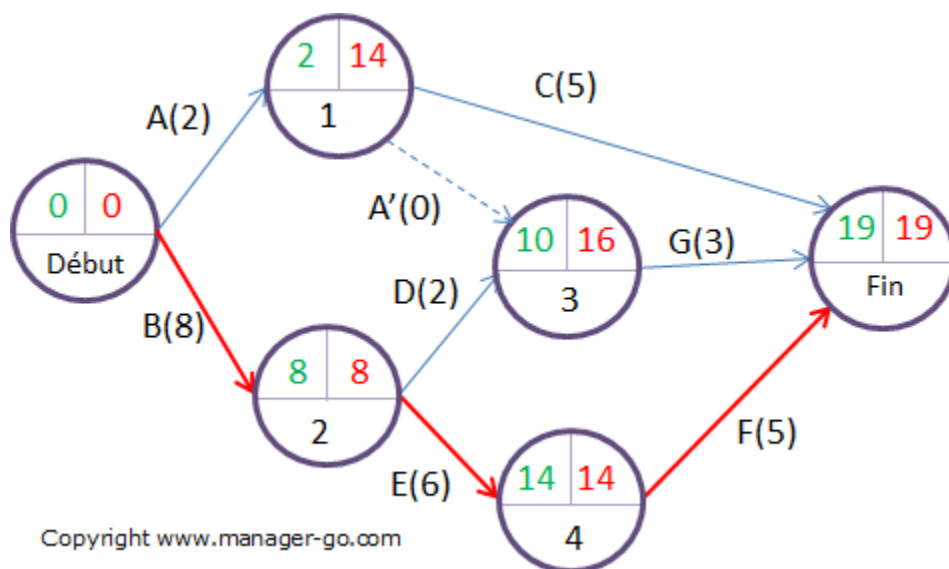 2 14
1
C(5)
A(2)
0 0
Début
A’(0)
10 16
3
G(3)
19 19
Fin
D(2)
B(8)
8 8
2
E(6)
14 14
4
F(5)
Copyright www.manager-go.com